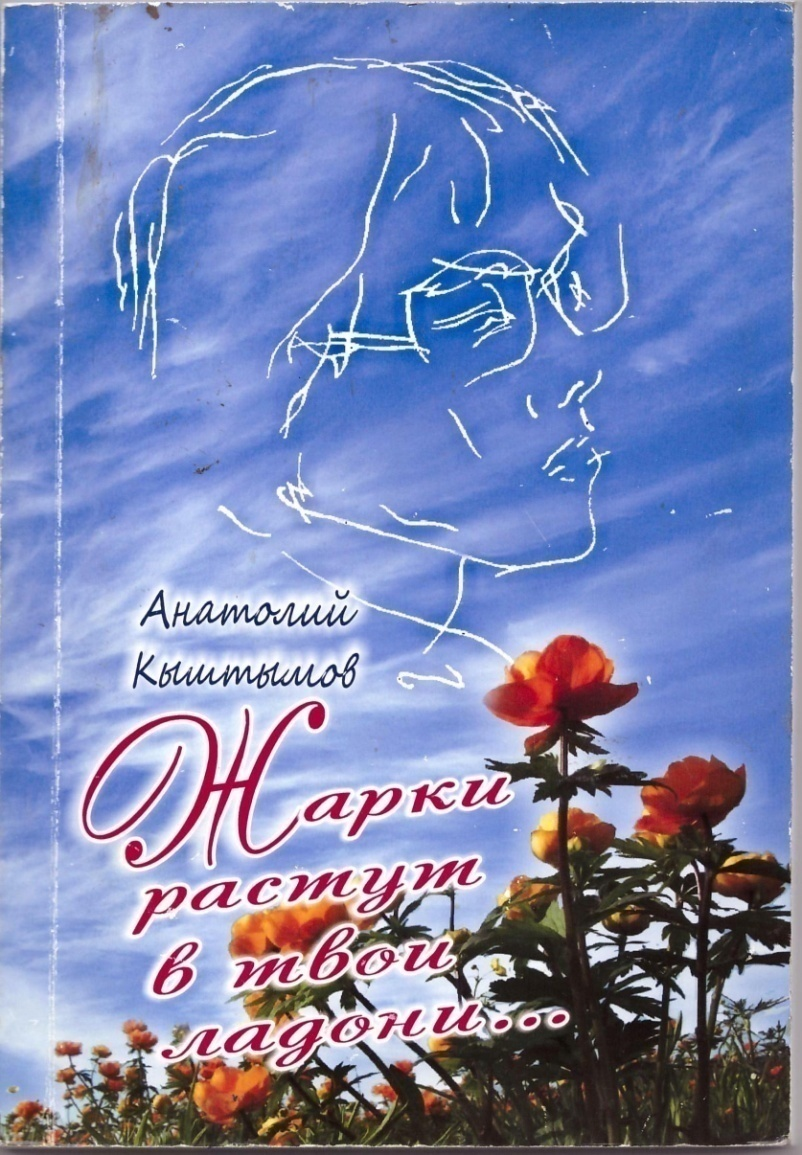 Анатолий
Кыштымов
Жарки
растут
в твои
ладони...